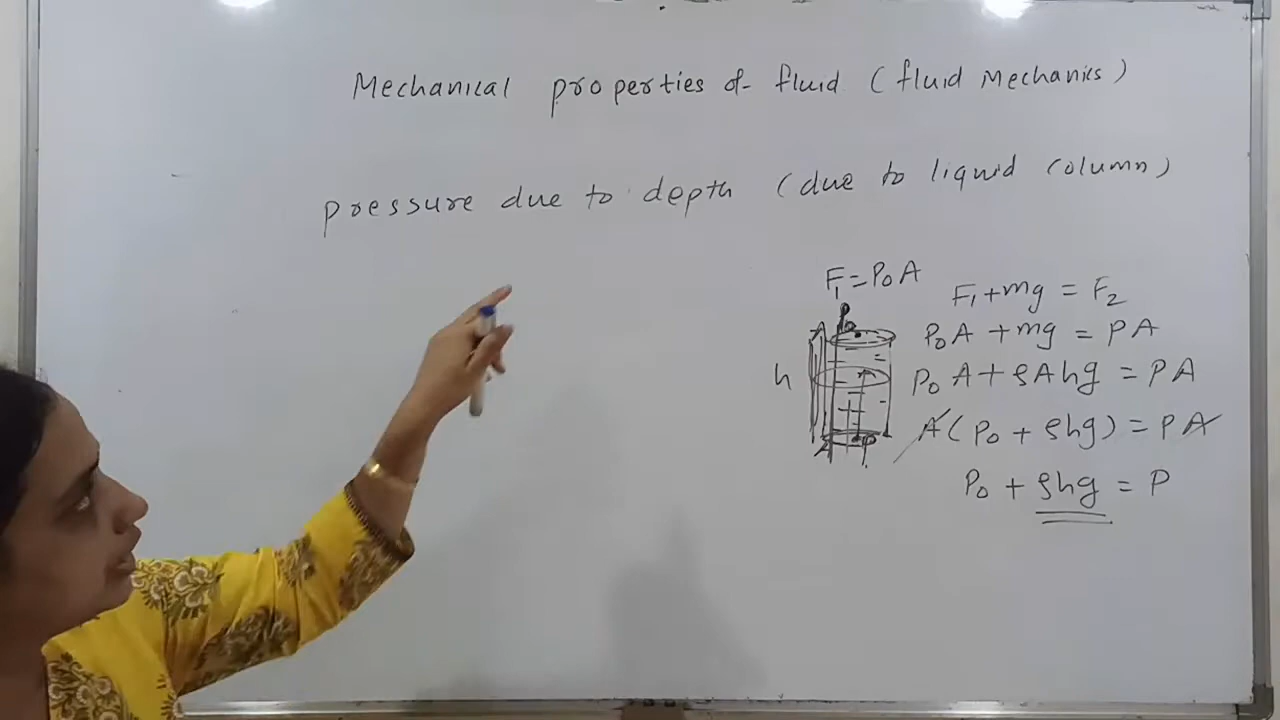 Mechanical properties of fluid (fluid Mechanics)
pressure due to depth (due to liquid column)
F₁=P₀A
F₁+mg = F₂
P₀A +mg = PA
h
P₀A+ρAhg = PA
A(P₀ + ρhg) = PA
P₀ + ρhg = P